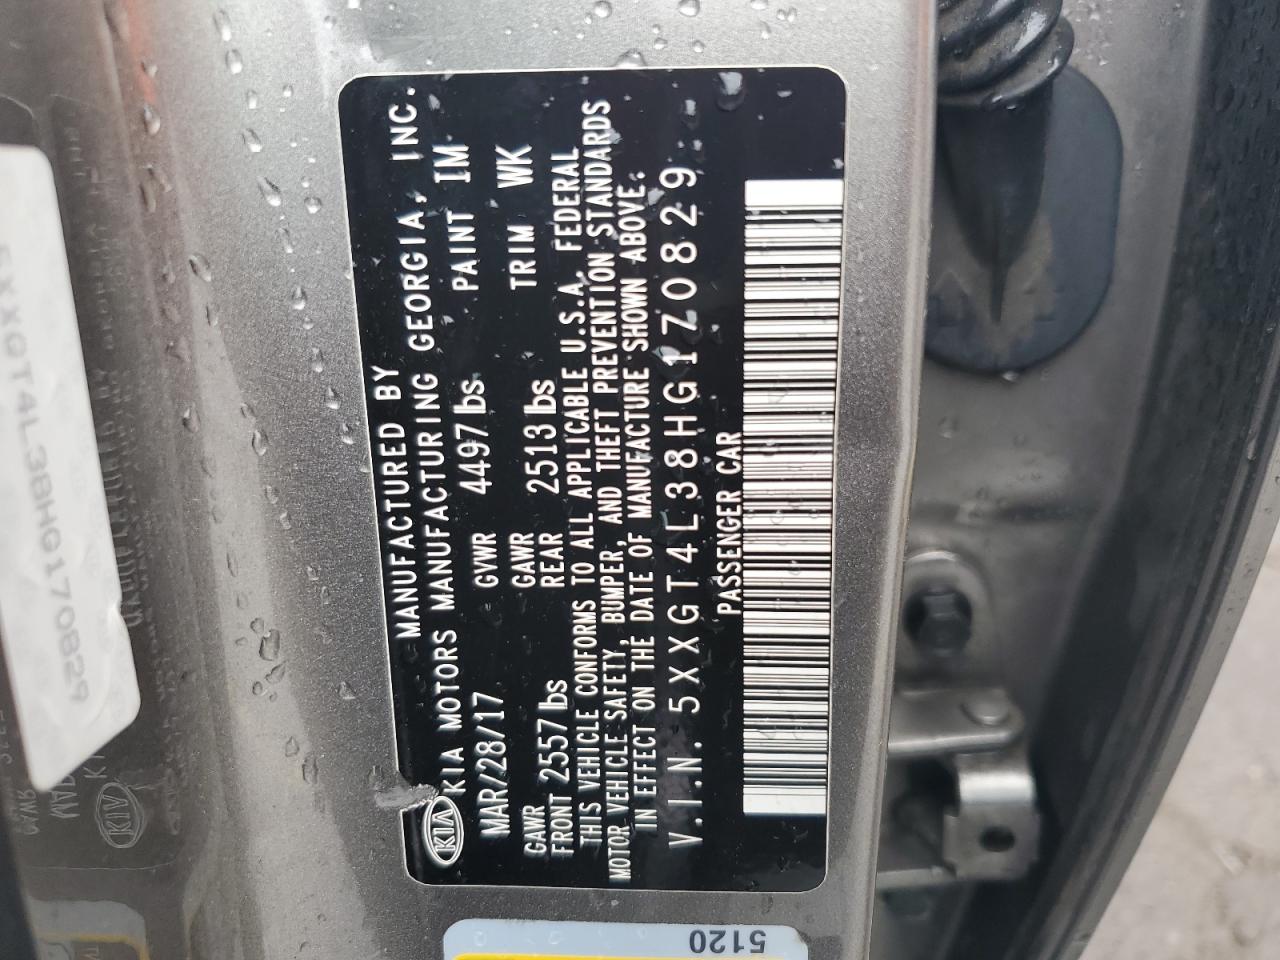 MANUFACTURED BY
KIA KIA MOTORS MANUFACTURING GEORGIA, INC.
MAR/28/17 GVWR 4497 lbs PAINT IM
GAWR FRONT 2557 lbs GAWR REAR 2513 lbs TRIM WK
THIS VEHICLE CONFORMS TO ALL APPLICABLE U.S.A. FEDERAL
MOTOR VEHICLE SAFETY, BUMPER, AND THEFT PREVENTION STANDARDS
IN EFFECT ON THE DATE OF MANUFACTURE SHOWN ABOVE.
V.I.N. 5XXGT4L38HG170829
PASSENGER CAR
5120
5XXGT4L38HG170829
KIA